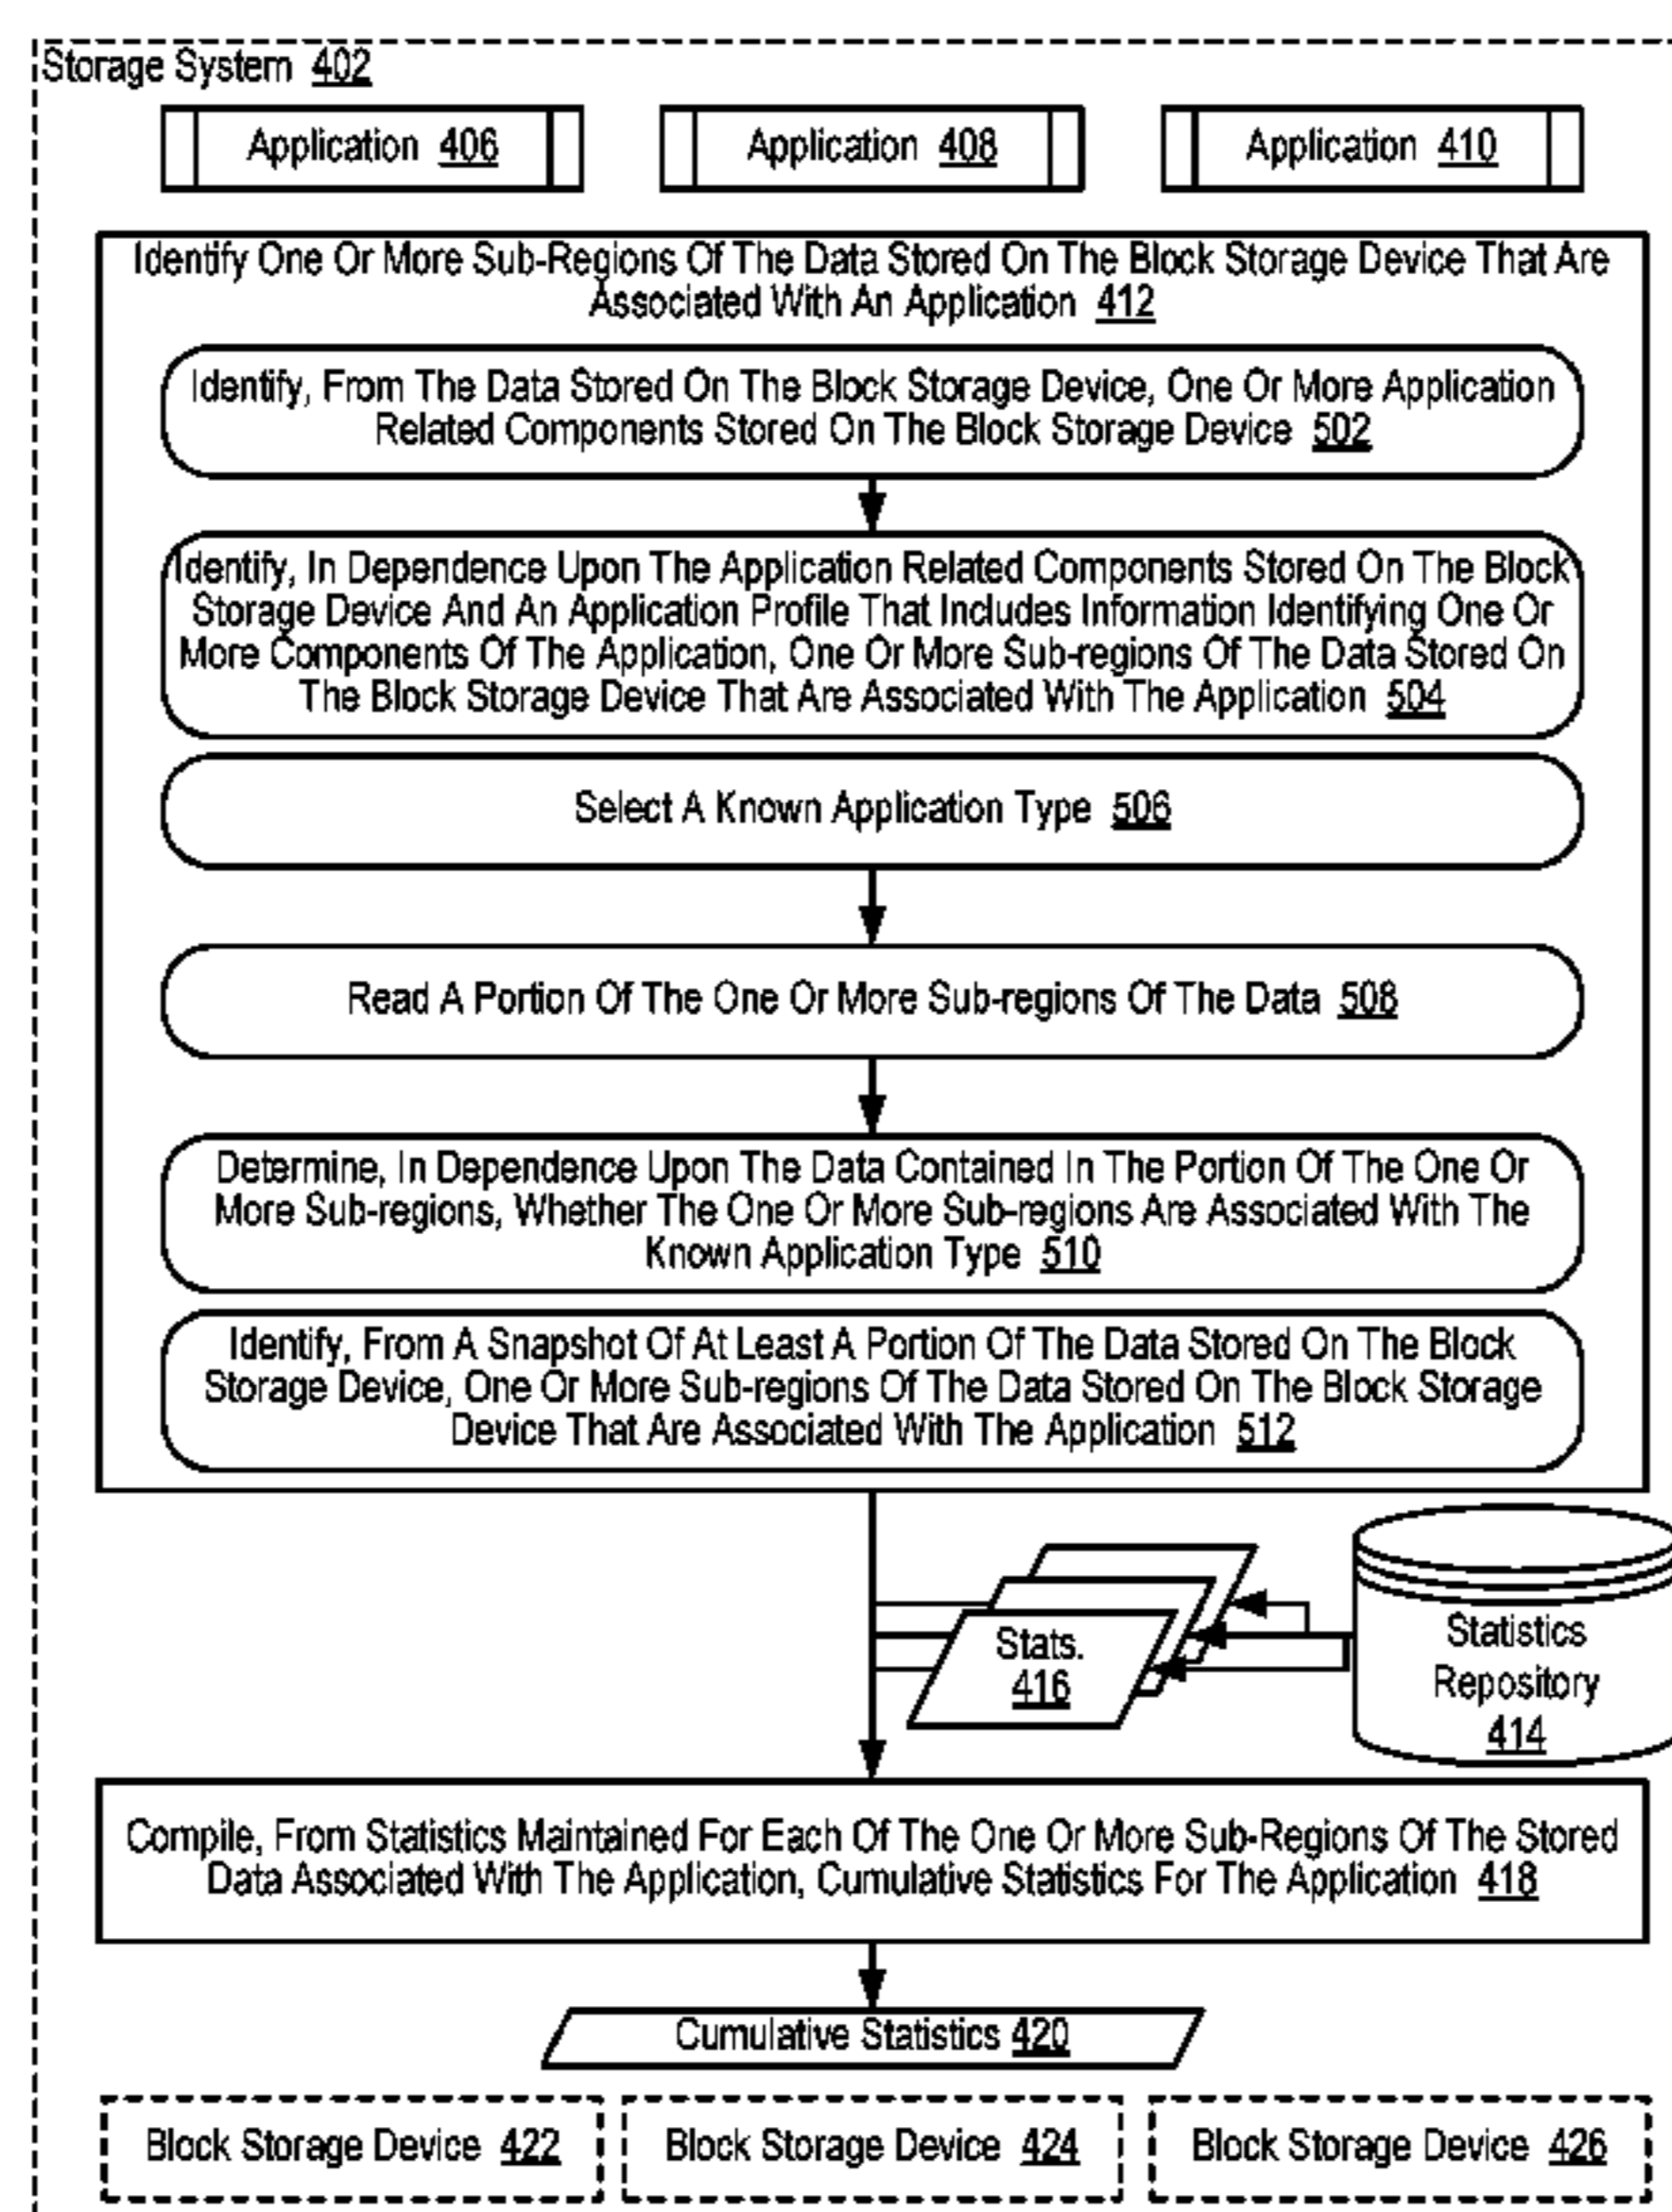 Storage System 402
Application 406
Application 408
Application 410
Identify One Or More Sub-Regions Of The Data Stored On The Block Storage Device That Are
Associated With An Application 412
Identify, From The Data Stored On The Block Storage Device, One Or More Application
Related Components Stored On The Block Storage Device 502
Identify, In Dependence Upon The Application Related Components Stored On The Block
Storage Device And An Application Profile That Includes Information Identifying One Or
More Components Of The Application, One Or More Sub-regions Of The Data Stored On
The Block Storage Device That Are Associated With The Application 504
Select A Known Application Type 506
Read A Portion Of The One Or More Sub-regions Of The Data 508
Determine, In Dependence Upon The Data Contained In The Portion Of The One Or
More Sub-regions, Whether The One Or More Sub-regions Are Associated With The
Known Application Type 510
Identify, From A Snapshot Of At Least A Portion Of The Data Stored On The Block
Storage Device, One Or More Sub-regions Of The Data Stored On The Block Storage
Device That Are Associated With The Application 512
Stats.
416
Statistics
Repository
414
Compile, From Statistics Maintained For Each Of The One Or More Sub-Regions Of The Stored
Data Associated With The Application, Cumulative Statistics For The Application 418
Cumulative Statistics 420
Block Storage Device 422
Block Storage Device 424
Block Storage Device 426